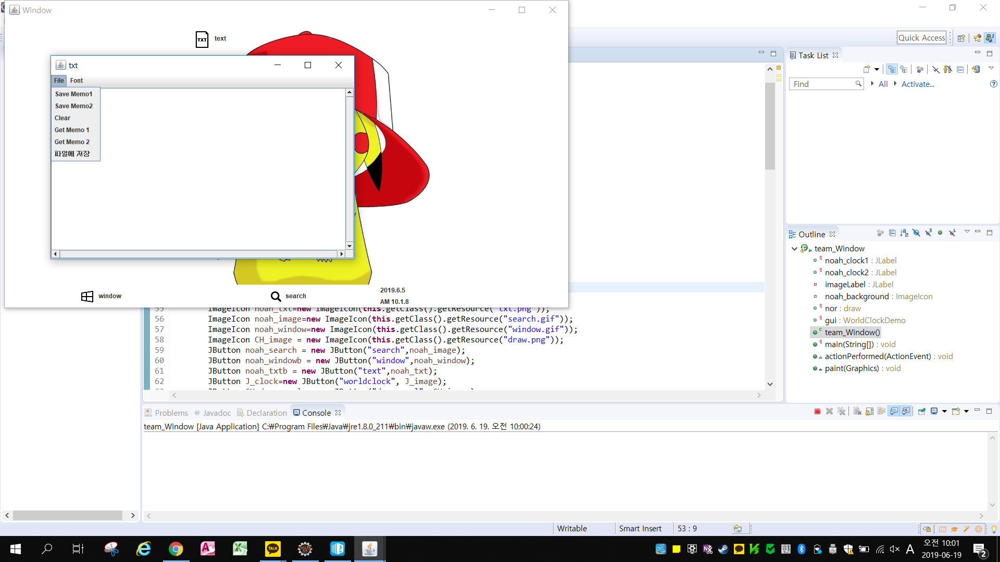 Window
TXT text
Quick Access
txt
File Font
Save Memo1
Save Memo2
Clear
Get Memo 1
Get Memo 2
파일에 저장
window
search
2019.6.5
AM 10.1.8
Task List
Find
All
Activate...
Outline
team_Window
noah_clock1 : JLabel
noah_clock2 : JLabel
imageLabel : JLabel
noah_background : ImageIcon
nor : draw
gui : WorldClockDemo
team_Window()
main(String[]) : void
actionPerformed(ActionEvent) : void
paint(Graphics) : void
55 ImageIcon noah_txt=new ImageIcon(this.getClass().getResource("txt.png"));
56 ImageIcon noah_image=new ImageIcon(this.getClass().getResource("search.gif"));
57 ImageIcon noah_window=new ImageIcon(this.getClass().getResource("window.gif"));
58 ImageIcon CH_image = new ImageIcon(this.getClass().getResource("draw.png"));
59 JButton noah_search = new JButton("search",noah_image);
60 JButton noah_windowb = new JButton("window",noah_window);
61 JButton noah_txtb = new JButton("text",noah_txt);
62 JButton J_clock=new JButton("worldclock", J_image);
Problems @ Javadoc Declaration Console
team_Window [Java Application] C:₩Program Files₩Java₩jre1.8.0_211₩bin₩javaw.exe (2019. 6. 19. 오전 10:00:24)
Writable Smart Insert 53 : 9
TALK
A
오전 10:01
2019-06-19
2